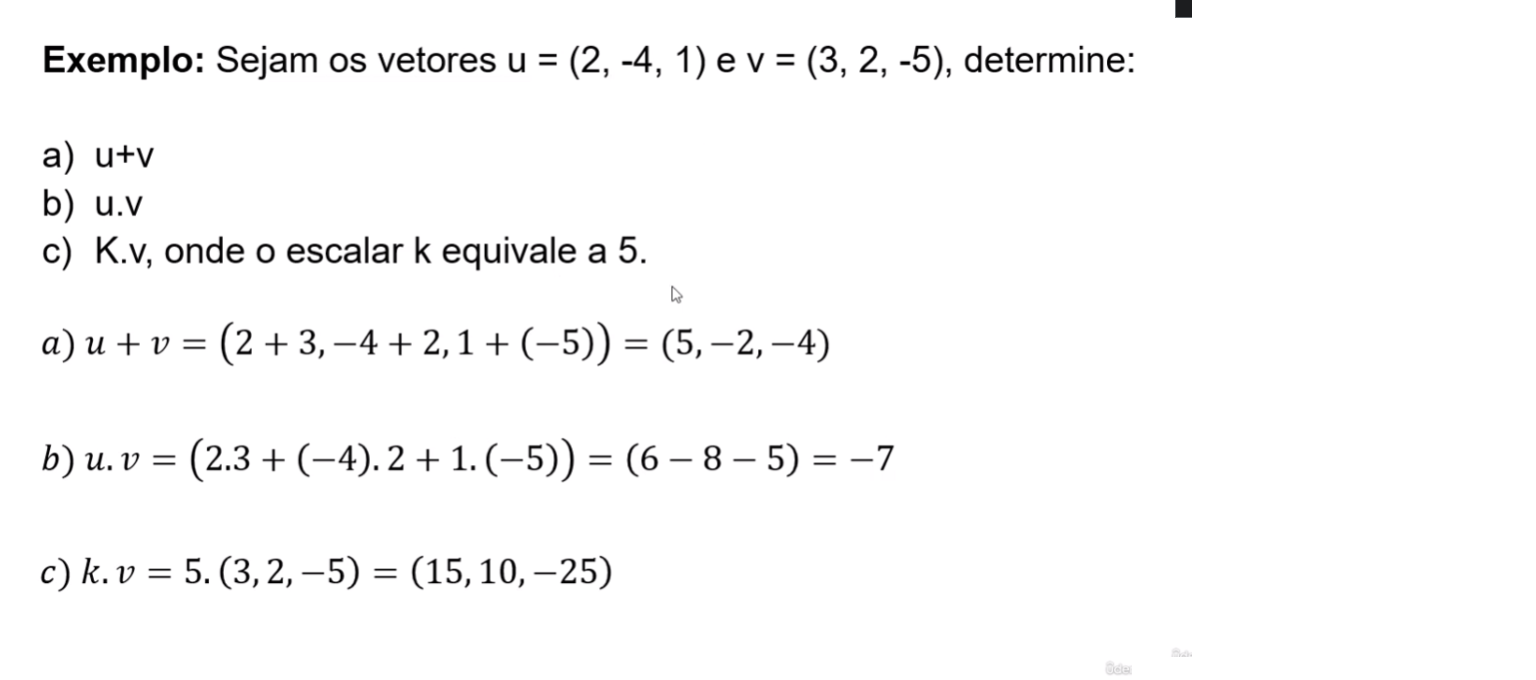 Exemplo: Sejam os vetores u = (2, -4, 1) e v = (3, 2, -5), determine:
a) u+v
b) u.v
c) K.v, onde o escalar k equivale a 5.
a) u + v = (2 + 3, −4 + 2, 1 + (−5)) = (5, −2, −4)
b) u. v = (2.3 + (−4). 2 + 1. (−5)) = (6 − 8 − 5) = −7
c) k. v = 5. (3, 2, −5) = (15, 10, −25)